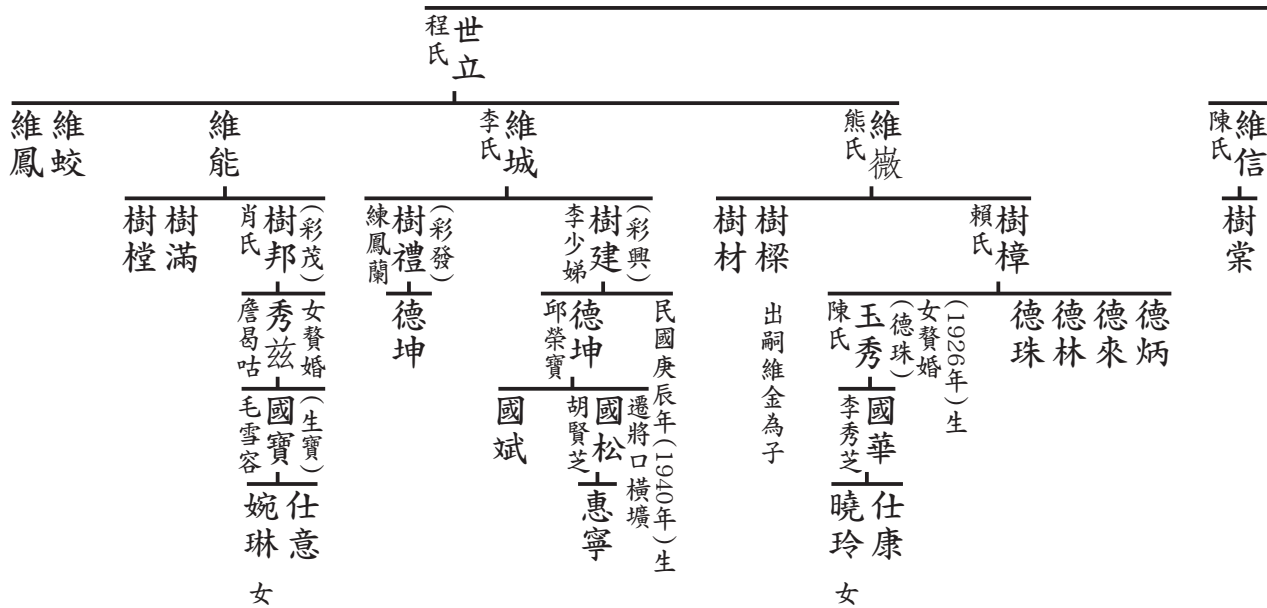 世立
程氏
維信
陳氏
維微
熊氏
維城
李氏
維能
維蛟
維鳳
樹棠
樹樟
賴氏
樹樑
出嗣維金為子
樹材
(彩興)
樹建
李少娣
(彩發)
樹禮
練鳳蘭
(彩茂)
樹邦
肖氏
樹滿
樹樘
德炳
德來
德林
德珠
(1926年)生
女贅婚
(德珠)
玉秀
陳氏
民國庚辰年(1940年)生
德坤
邱榮寶
德坤
女贅婚
秀兹
詹曷咕
國華
李秀芝
遷將口橫壙
國松
胡賢芝
國斌
(生寶)
國寶
毛雪容
仕康
曉玲
女
惠寧
仕意
婉琳
女